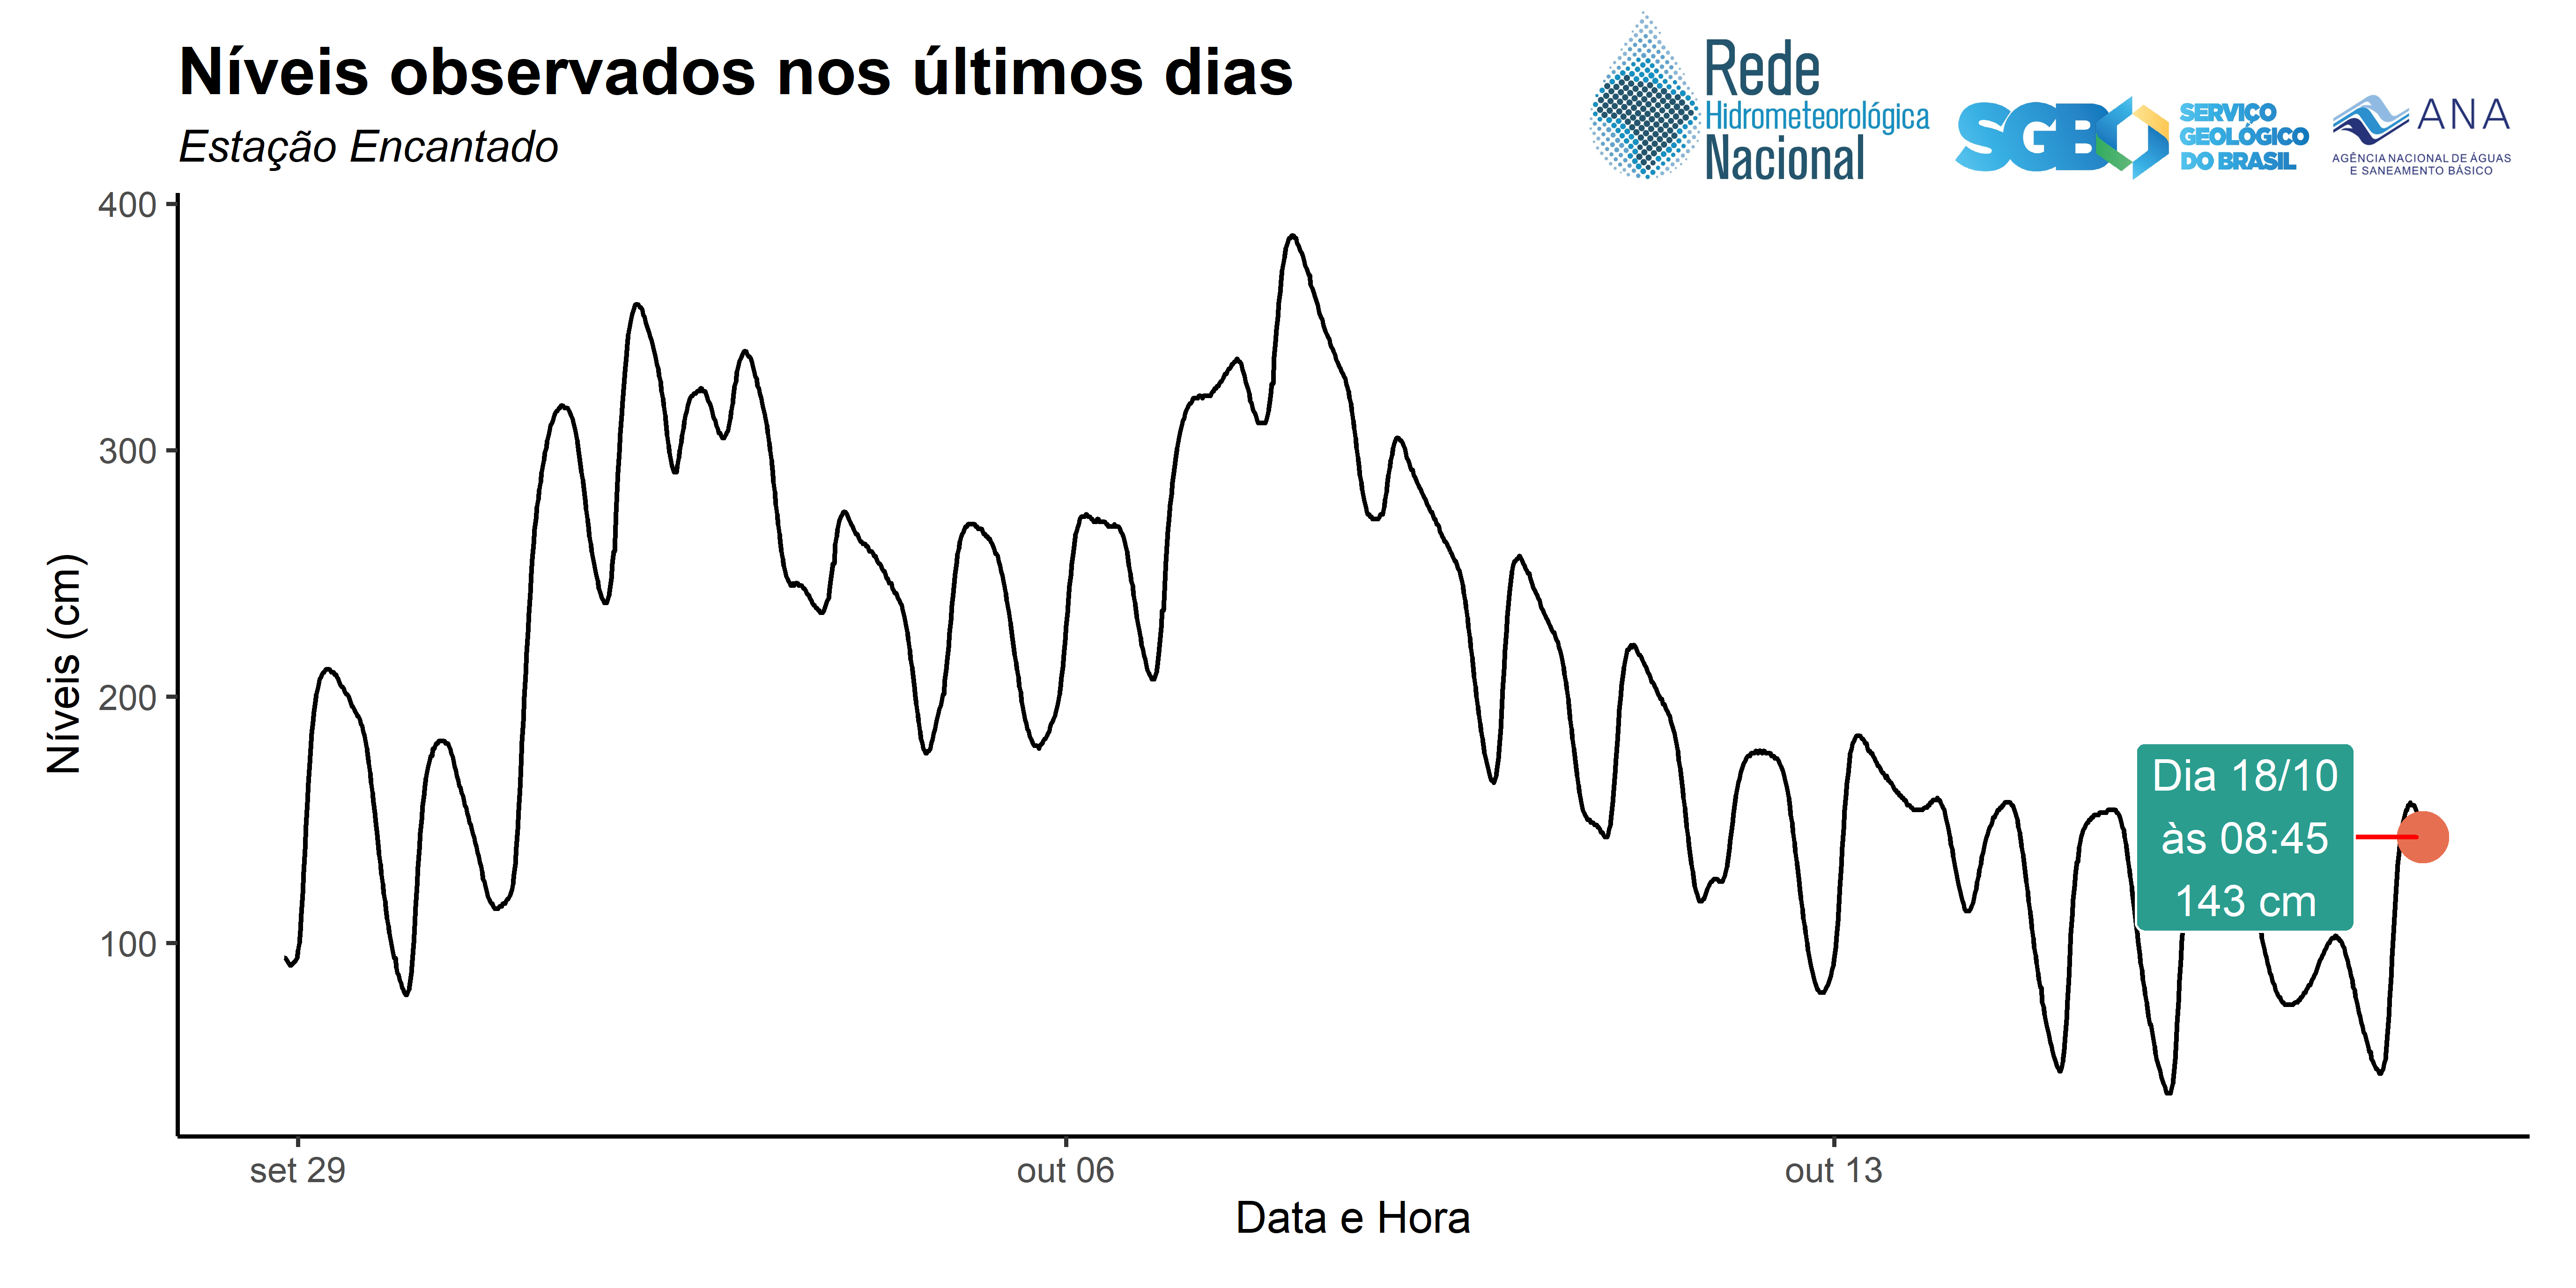 Níveis observados nos últimos dias
Estação Encantado
Rede
Hidrometeorológica
Nacional
SGB
SERVIÇO
GEOLÓGICO
DO BRASIL
ANA
AGÊNCIA NACIONAL DE ÁGUAS
E SANEAMENTO BÁSICO
400
300
200
100
Níveis (cm)
Dia 18/10
às 08:45
143 cm
set 29
out 06
out 13
Data e Hora